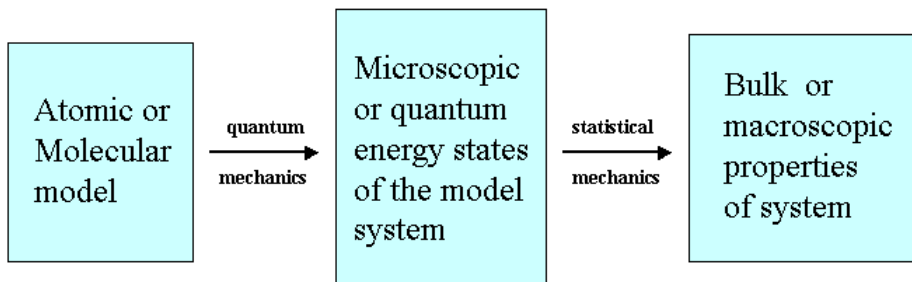 Atomic or
Molecular
model
quantum
mechanics
Microscopic
or quantum
energy states
of the model
system
statistical
mechanics
Bulk or
macroscopic
properties
of system